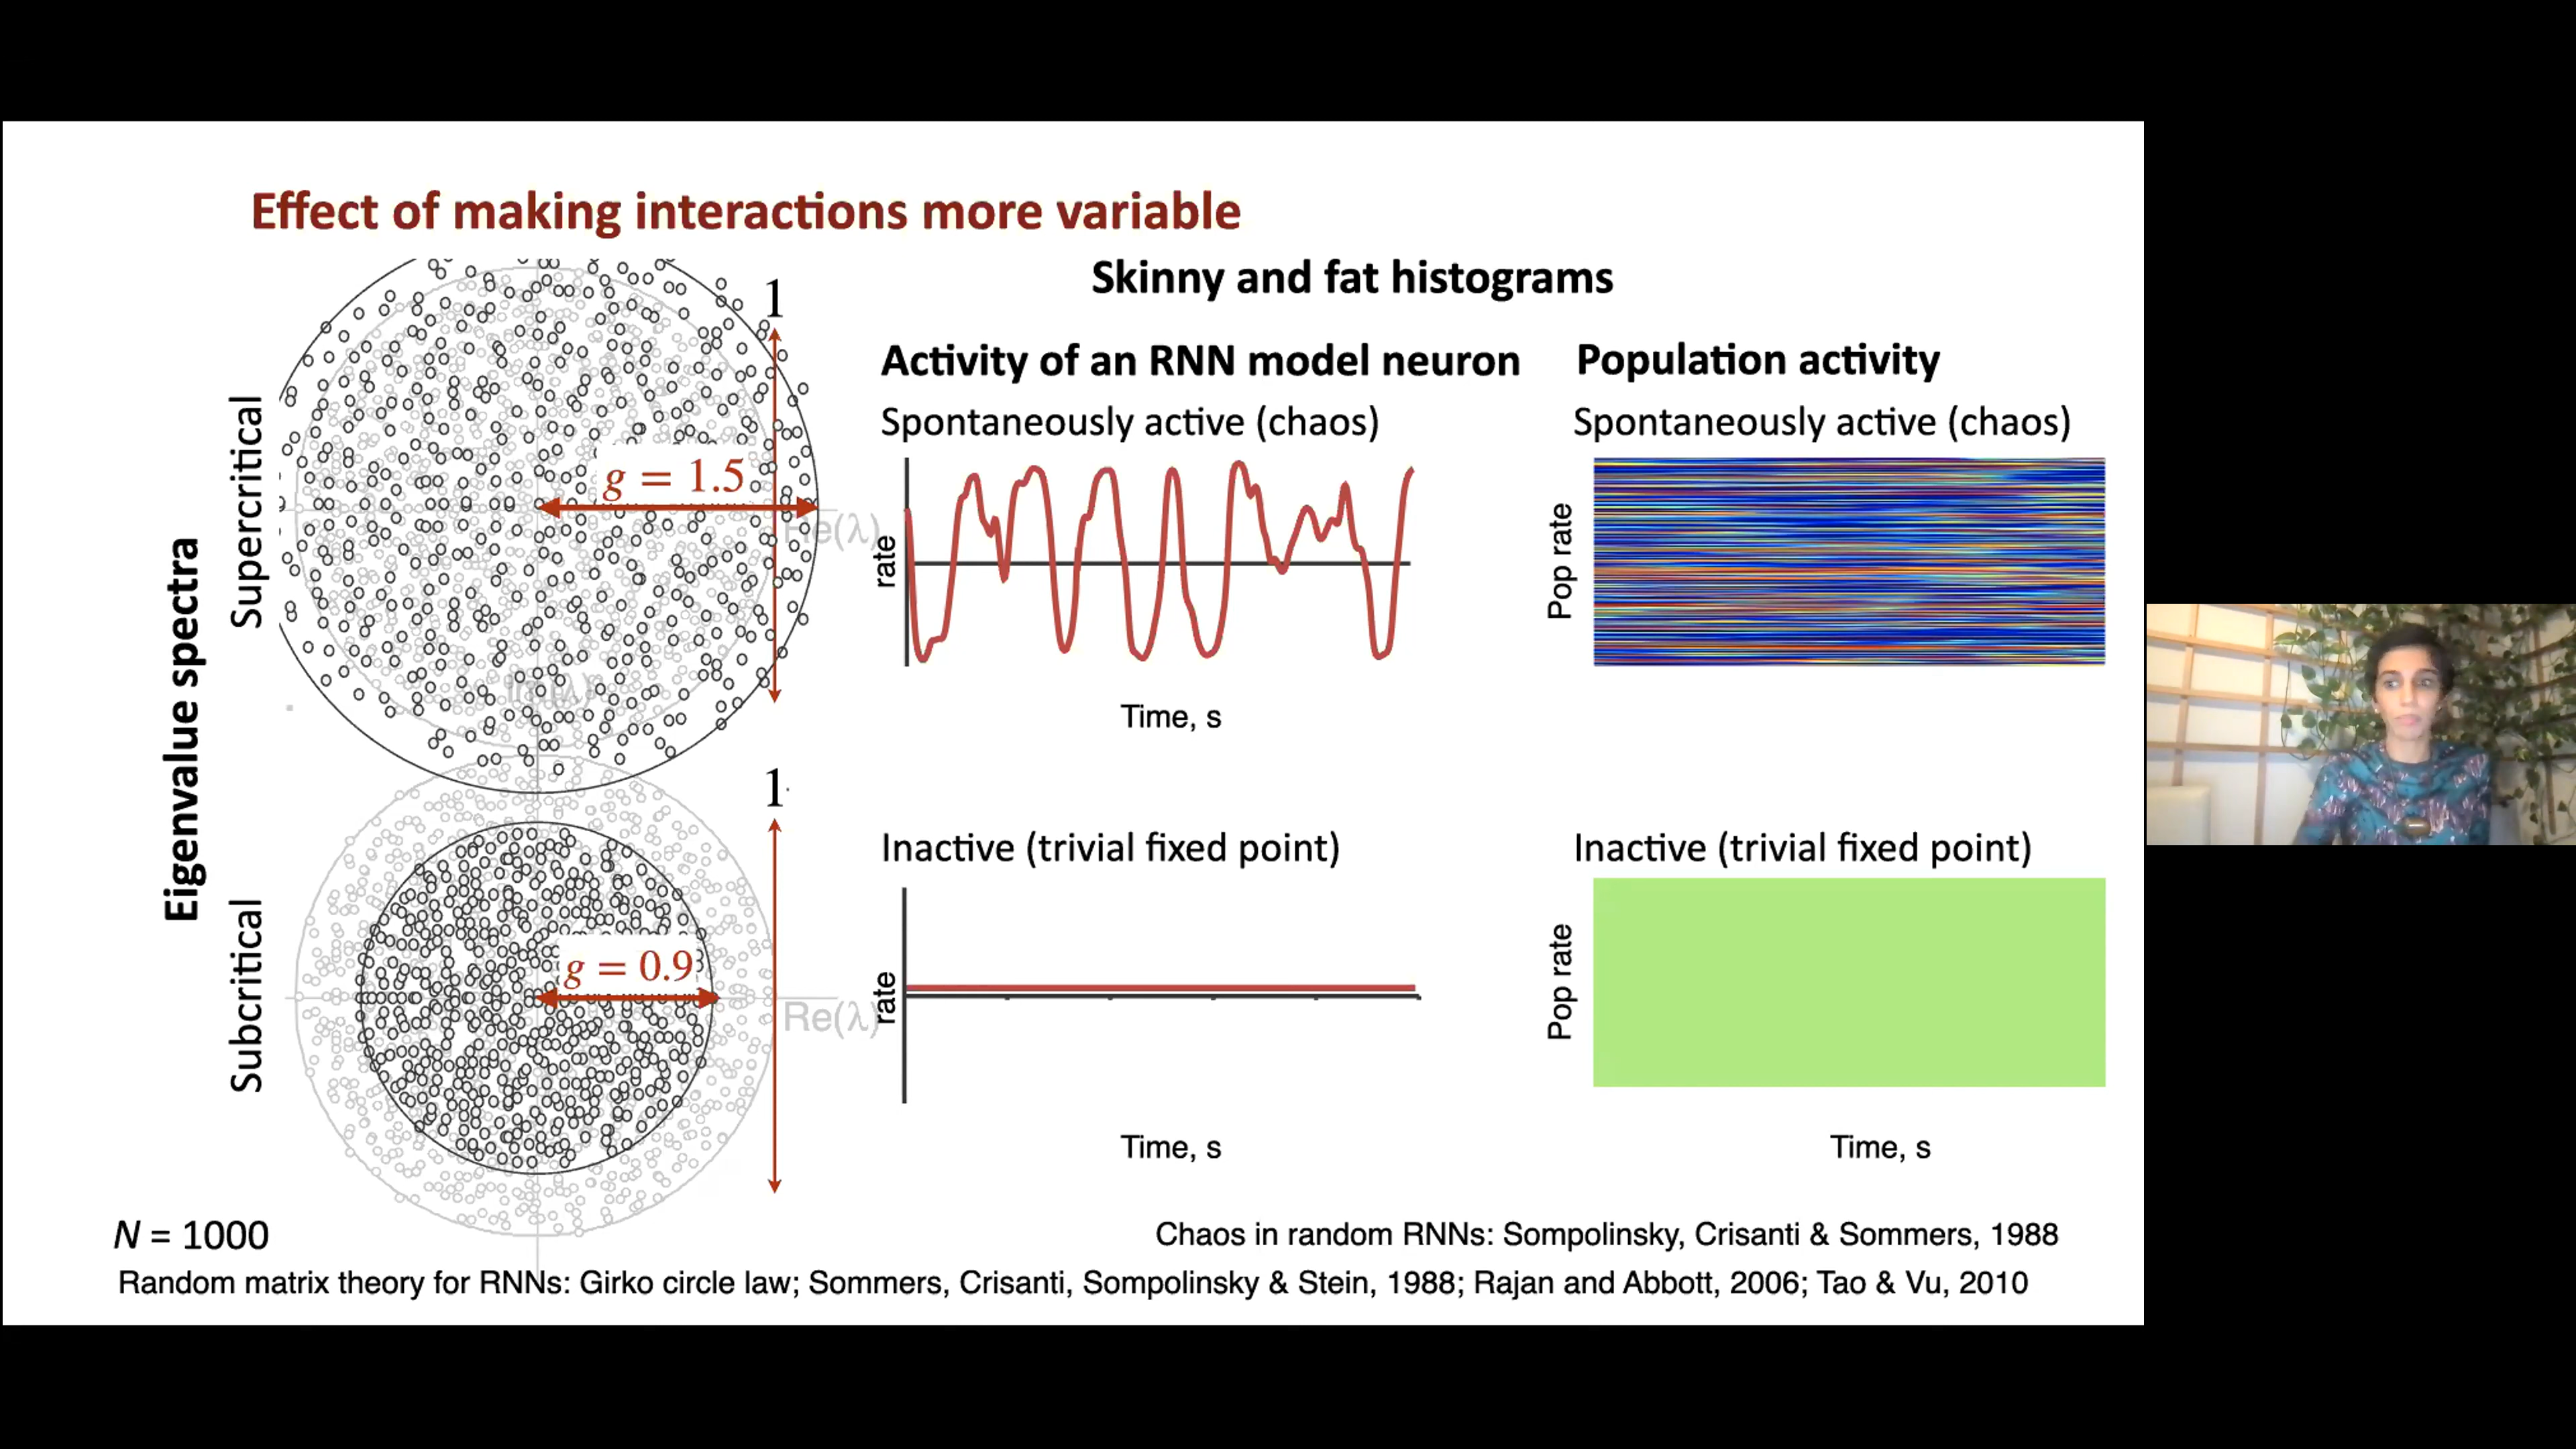 Effect of making interactions more variable
Skinny and fat histograms
Eigenvalue spectra
Supercritical
1
g = 1.5
Re(λ)
Im(λ)
Activity of an RNN model neuron
Spontaneously active (chaos)
rate
Time, s
Population activity
Spontaneously active (chaos)
Pop rate
Subcritical
1
g = 0.9
Re(λ)
Inactive (trivial fixed point)
rate
Time, s
Inactive (trivial fixed point)
Pop rate
Time, s
N = 1000
Chaos in random RNNs: Sompolinsky, Crisanti & Sommers, 1988
Random matrix theory for RNNs: Girko circle law; Sommers, Crisanti, Sompolinsky & Stein, 1988; Rajan and Abbott, 2006; Tao & Vu, 2010